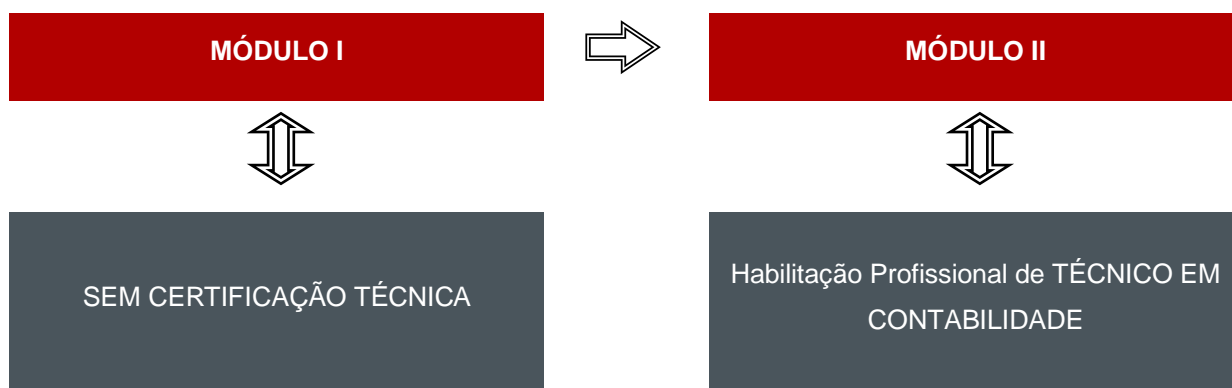 MÓDULO I
MÓDULO II
SEM CERTIFICAÇÃO TÉCNICA
Habilitação Profissional de TÉCNICO EM
CONTABILIDADE